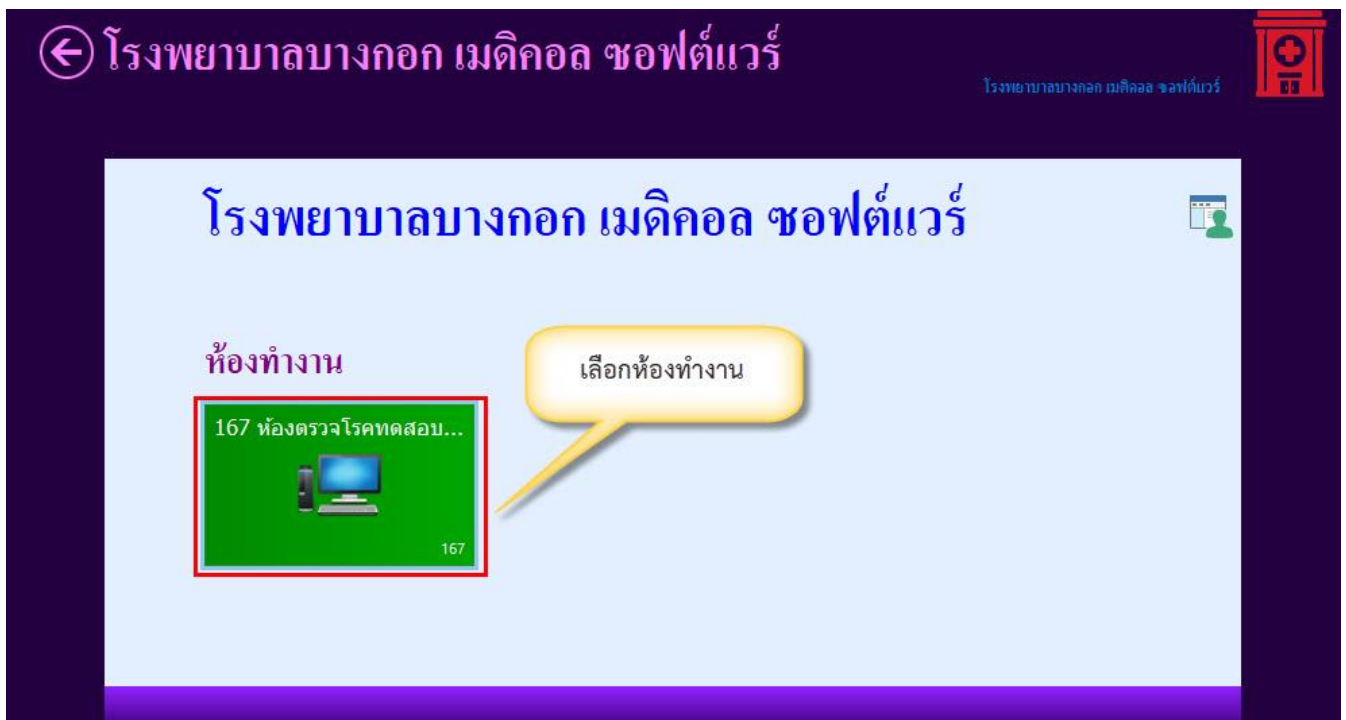 โรงพยาบาลบางกอก เมดิคอล ซอฟต์แวร์
โรงพยาบาลบางกอก เมดิคอล ซอฟต์แวร์
โรงพยาบาลบางกอก เมดิคอล ซอฟต์แวร์
ห้องทำงาน
เลือกห้องทำงาน
167 ห้องตรวจโรคทดสอบ...
167